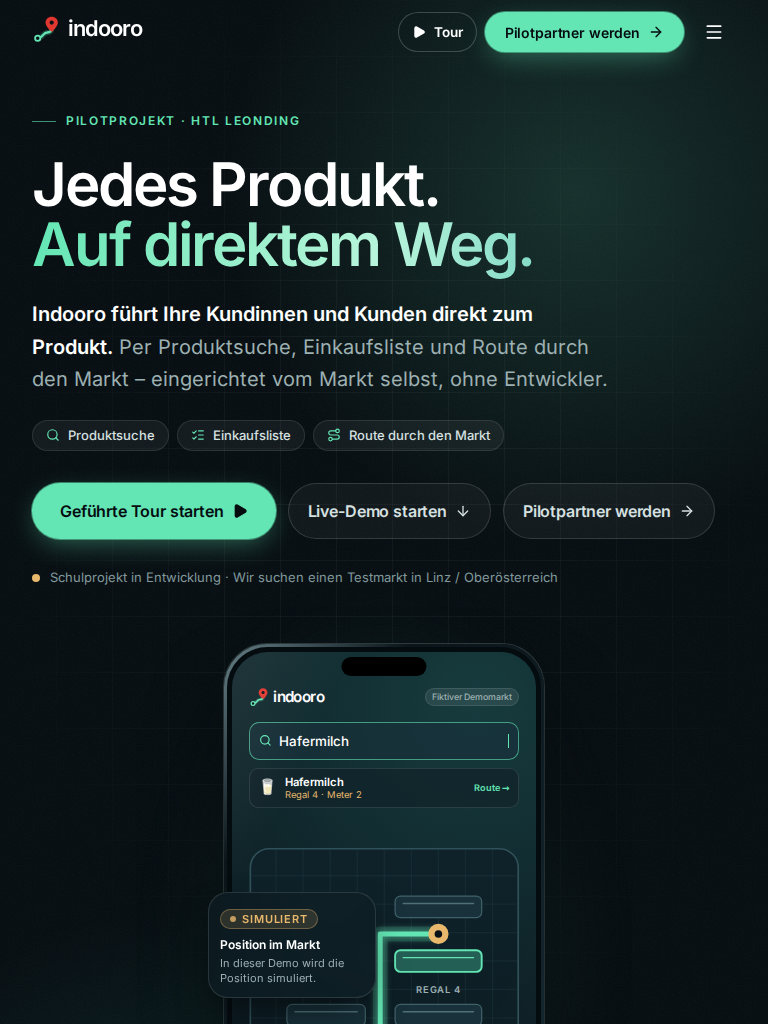 indooro
Tour
Pilotpartner werden →
PILOTPROJEKT · HTL LEONDING
Jedes Produkt.
Auf direktem Weg.
Indooro führt Ihre Kundinnen und Kunden direkt zum
Produkt. Per Produktsuche, Einkaufsliste und Route durch
den Markt – eingerichtet vom Markt selbst, ohne Entwickler.
Produktsuche
Einkaufsliste
Route durch den Markt
Geführte Tour starten
Live-Demo starten ↓
Pilotpartner werden →
Schulprojekt in Entwicklung · Wir suchen einen Testmarkt in Linz / Oberösterreich
indooro
Fiktiver Demomarkt
Hafermilch
Hafermilch
Regal 4 · Meter 2
Route →
SIMULIERT
Position im Markt
In dieser Demo wird die
Position simuliert.
REGAL 4